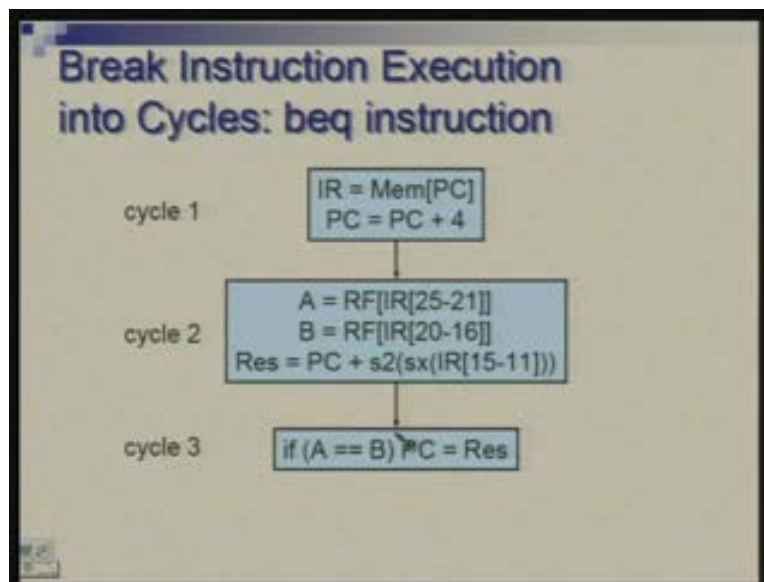 Break Instruction Execution
into Cycles: beq instruction
cycle 1
IR = Mem[PC]
PC = PC + 4
cycle 2
A = RF[IR[25-21]]
B = RF[IR[20-16]]
Res = PC + s2(sx(IR[15-11]))
cycle 3
if (A == B) PC = Res